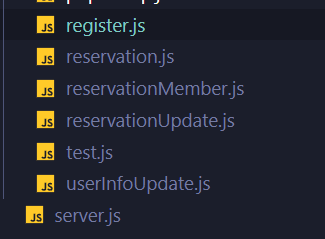 JS register.js
JS reservation.js
JS reservationMember.js
JS reservationUpdate.js
JS test.js
JS userInfoUpdate.js
JS server.js